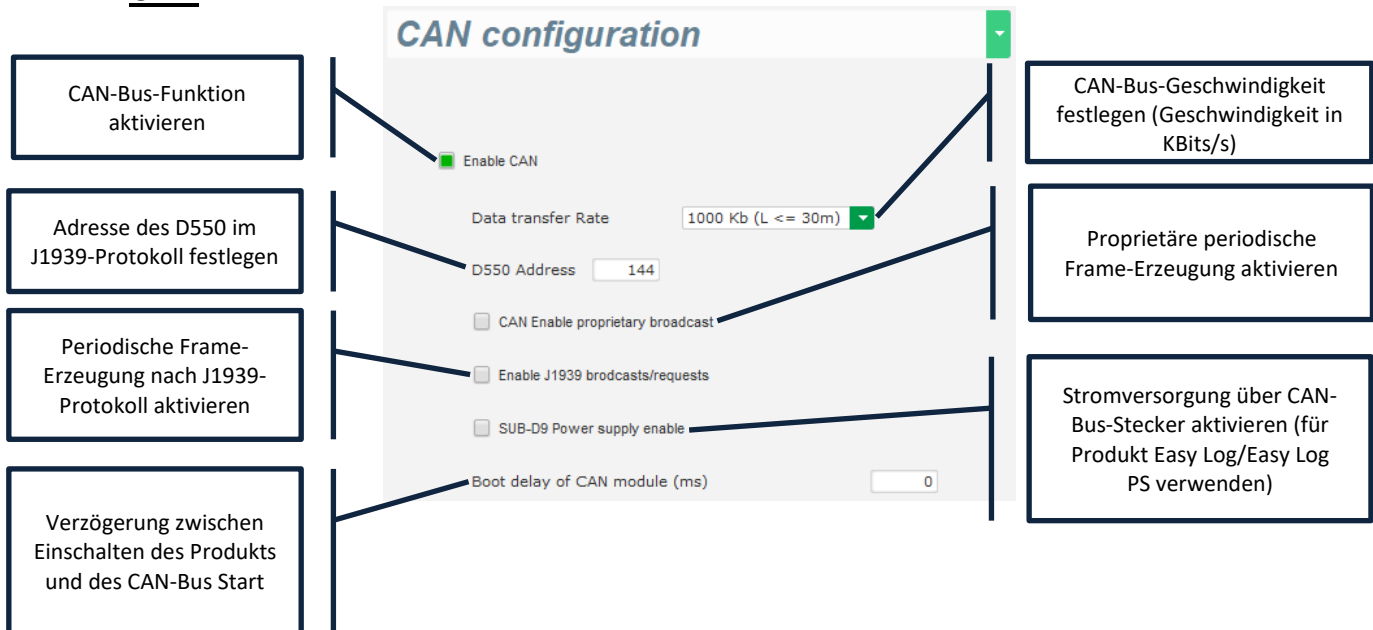 CAN configuration
CAN-Bus-Funktion
aktivieren
CAN-Bus-Geschwindigkeit
festlegen (Geschwindigkeit in
KBits/s)
Enable CAN
Adresse des D550 im
J1939-Protokoll festlegen
Data transfer Rate 1000 Kb (L <= 30m)
Proprietäre periodische
Frame-Erzeugung aktivieren
D550 Address 144
CAN Enable proprietary broadcast
Periodische Frame-
Erzeugung nach J1939-
Protokoll aktivieren
Enable J1939 brodcasts/requests
Stromversorgung über CAN-
Bus-Stecker aktivieren (für
Produkt Easy Log/Easy Log
PS verwenden)
SUB-D9 Power supply enable
Boot delay of CAN module (ms) 0
Verzögerung zwischen
Einschalten des Produkts
und des CAN-Bus Start